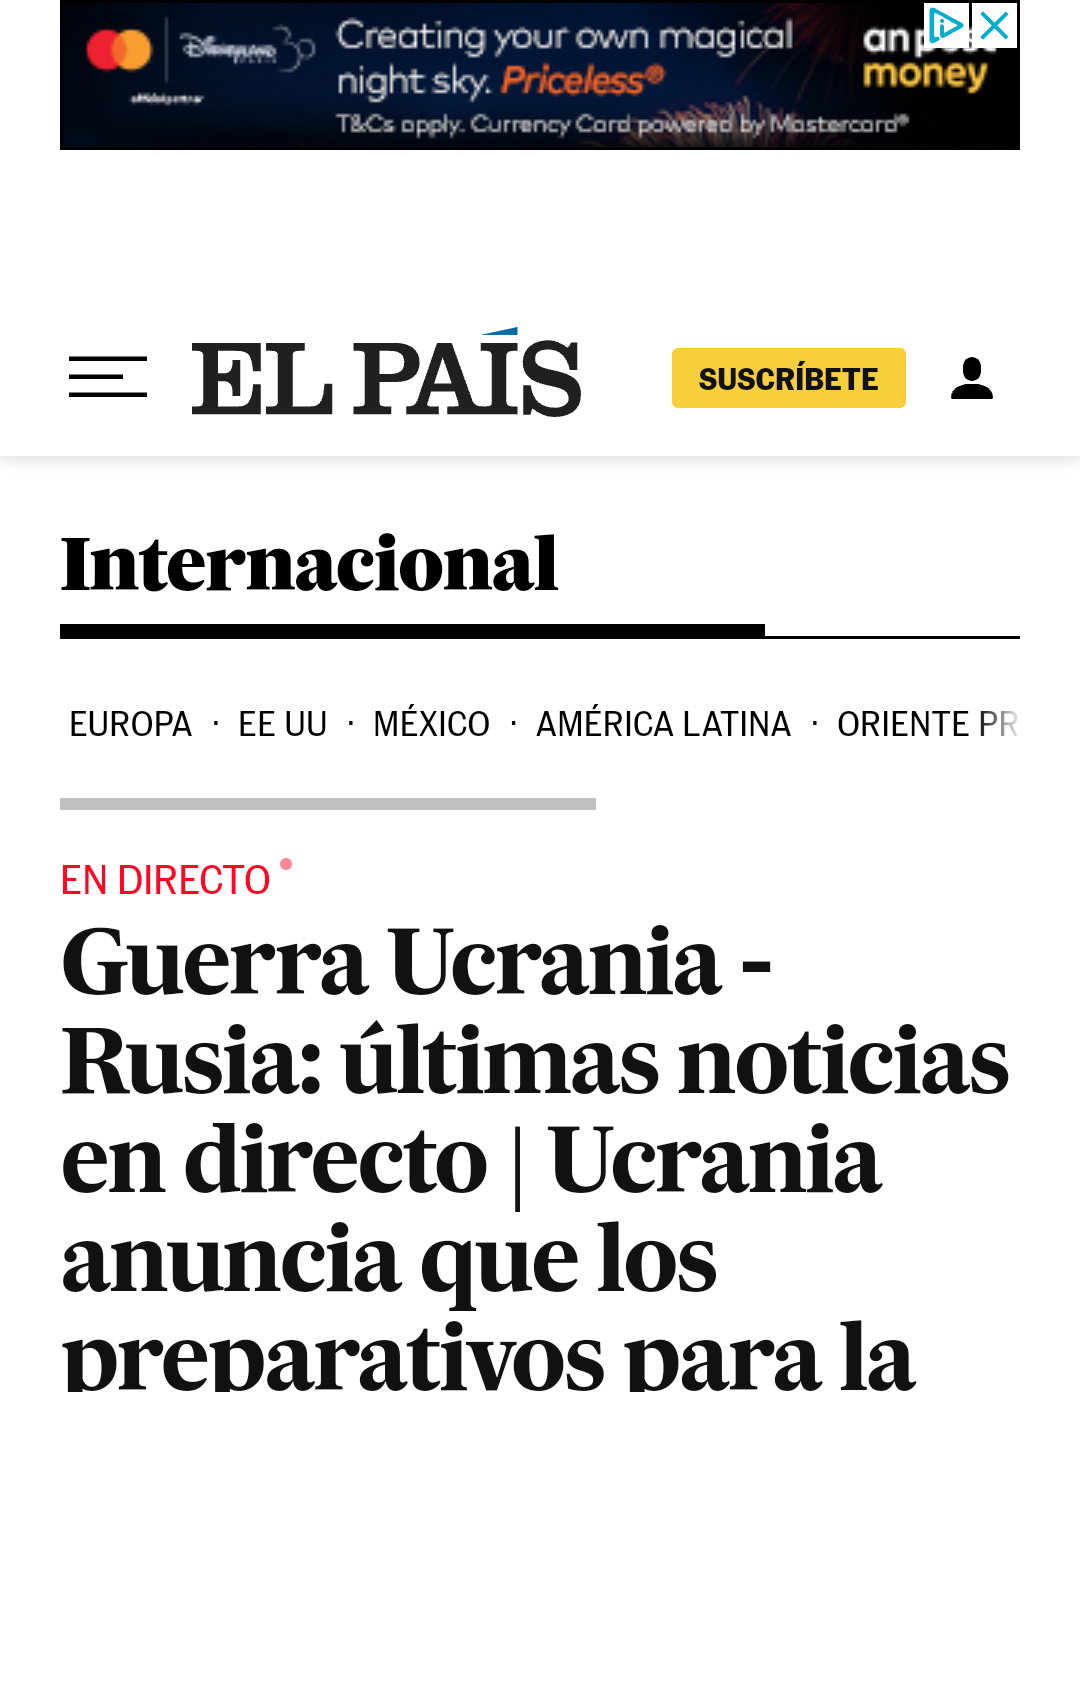 Creating your own magical
night sky. Priceless®
T&Cs apply. Currency Card powered by Mastercard®
an post
money
EL PAÍS
SUSCRÍBETE
Internacional
EUROPA · EE UU · MÉXICO · AMÉRICA LATINA · ORIENTE PR
EN DIRECTO
Guerra Ucrania -
Rusia: últimas noticias
en directo | Ucrania
anuncia que los
preparativos para la